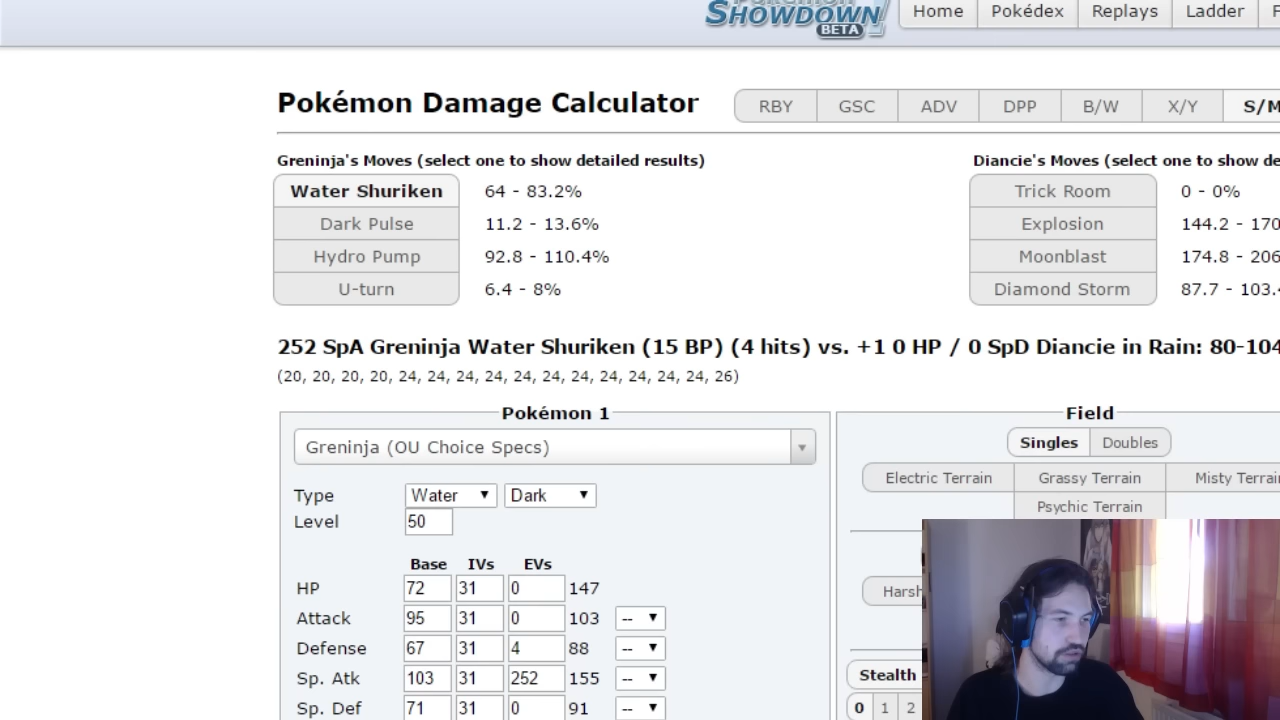 Pokémon
SHOWDOWN
BETA
Home Pokédex Replays Ladder
Pokémon Damage Calculator
RBY GSC ADV DPP B/W X/Y S/M
Greninja's Moves (select one to show detailed results)
Diancie's Moves (select one to show de
Water Shuriken 64 - 83.2%
Trick Room 0 - 0%
Dark Pulse 11.2 - 13.6%
Explosion 144.2 - 170
Hydro Pump 92.8 - 110.4%
Moonblast 174.8 - 206
U-turn 6.4 - 8%
Diamond Storm 87.7 - 103.4
252 SpA Greninja Water Shuriken (15 BP) (4 hits) vs. +1 0 HP / 0 SpD Diancie in Rain: 80-104
(20, 20, 20, 20, 24, 24, 24, 24, 24, 24, 24, 24, 24, 24, 24, 26)
Pokémon 1
Field
Greninja (OU Choice Specs)
Singles Doubles
Electric Terrain Grassy Terrain Misty Terrai
Psychic Terrain
Type Water Dark
Level 50
Base IVs EVs
HP 72 31 0 147
Harsh
Attack 95 31 0 103 --
Defense 67 31 4 88 --
Sp. Atk 103 31 252 155 --
Stealth
Sp. Def 71 31 0 91 --
0 1 2